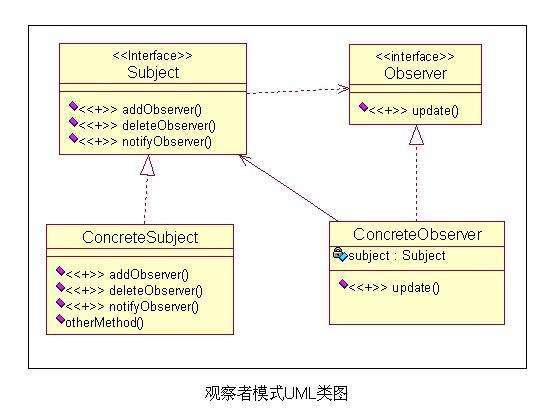 <<Interface>>
Subject
<<+>> addObserver()
<<+>> deleteObserver()
<<+>> notifyObserver()
<<interface>>
Observer
<<+>> update()
ConcreteSubject
<<+>> addObserver()
<<+>> deleteObserver()
<<+>> notifyObserver()
otherMethod()
ConcreteObserver
subject : Subject
<<+>> update()
观察者模式UML类图